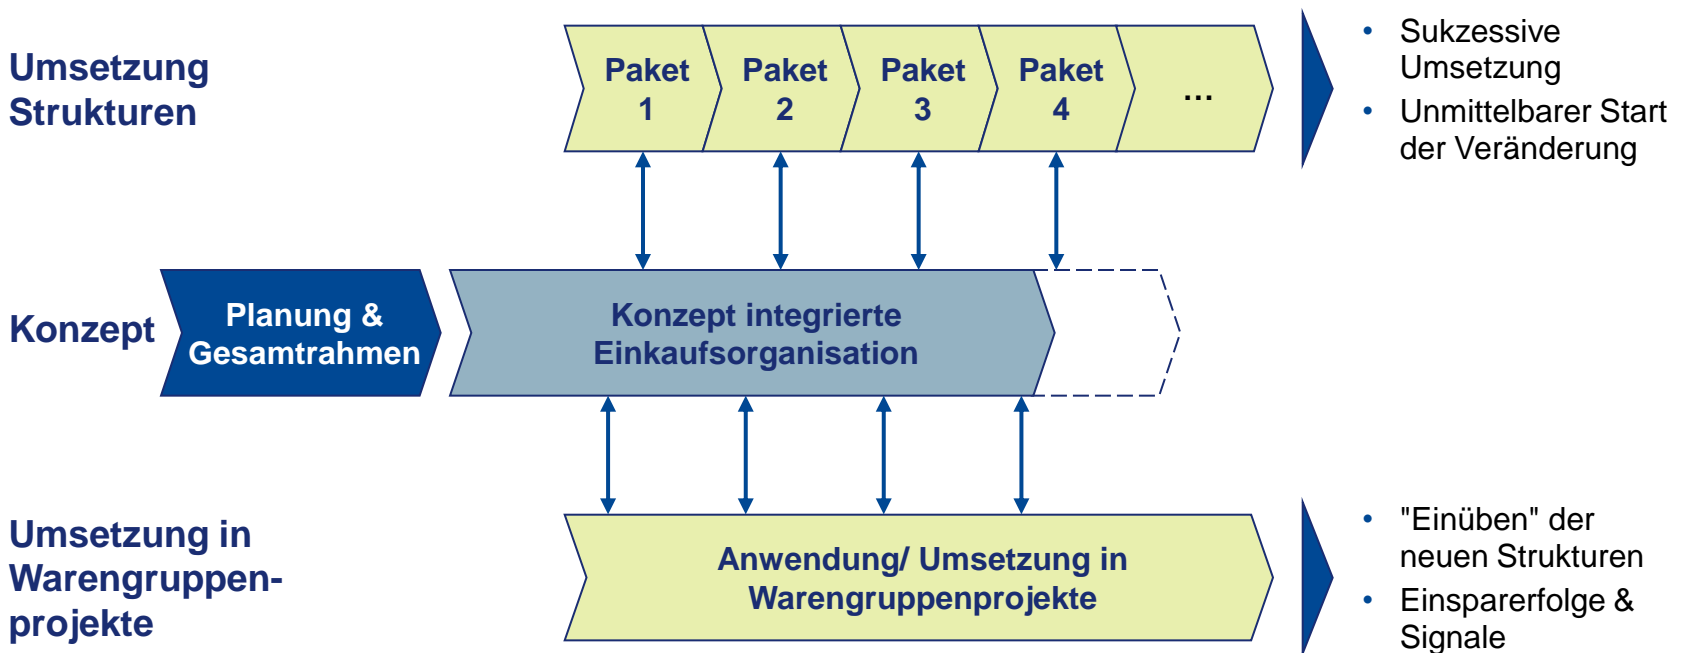 Umsetzung
Strukturen
Paket
1
Paket
2
Paket
3
Paket
4
...
• Sukzessive
Umsetzung
• Unmittelbarer Start
der Veränderung
Konzept
Planung &
Gesamtrahmen
Konzept integrierte
Einkaufsorganisation
Umsetzung in
Warengruppen-
projekte
Anwendung/ Umsetzung in
Warengruppenprojekte
• "Einüben" der
neuen Strukturen
• Einsparerfolge &
Signale